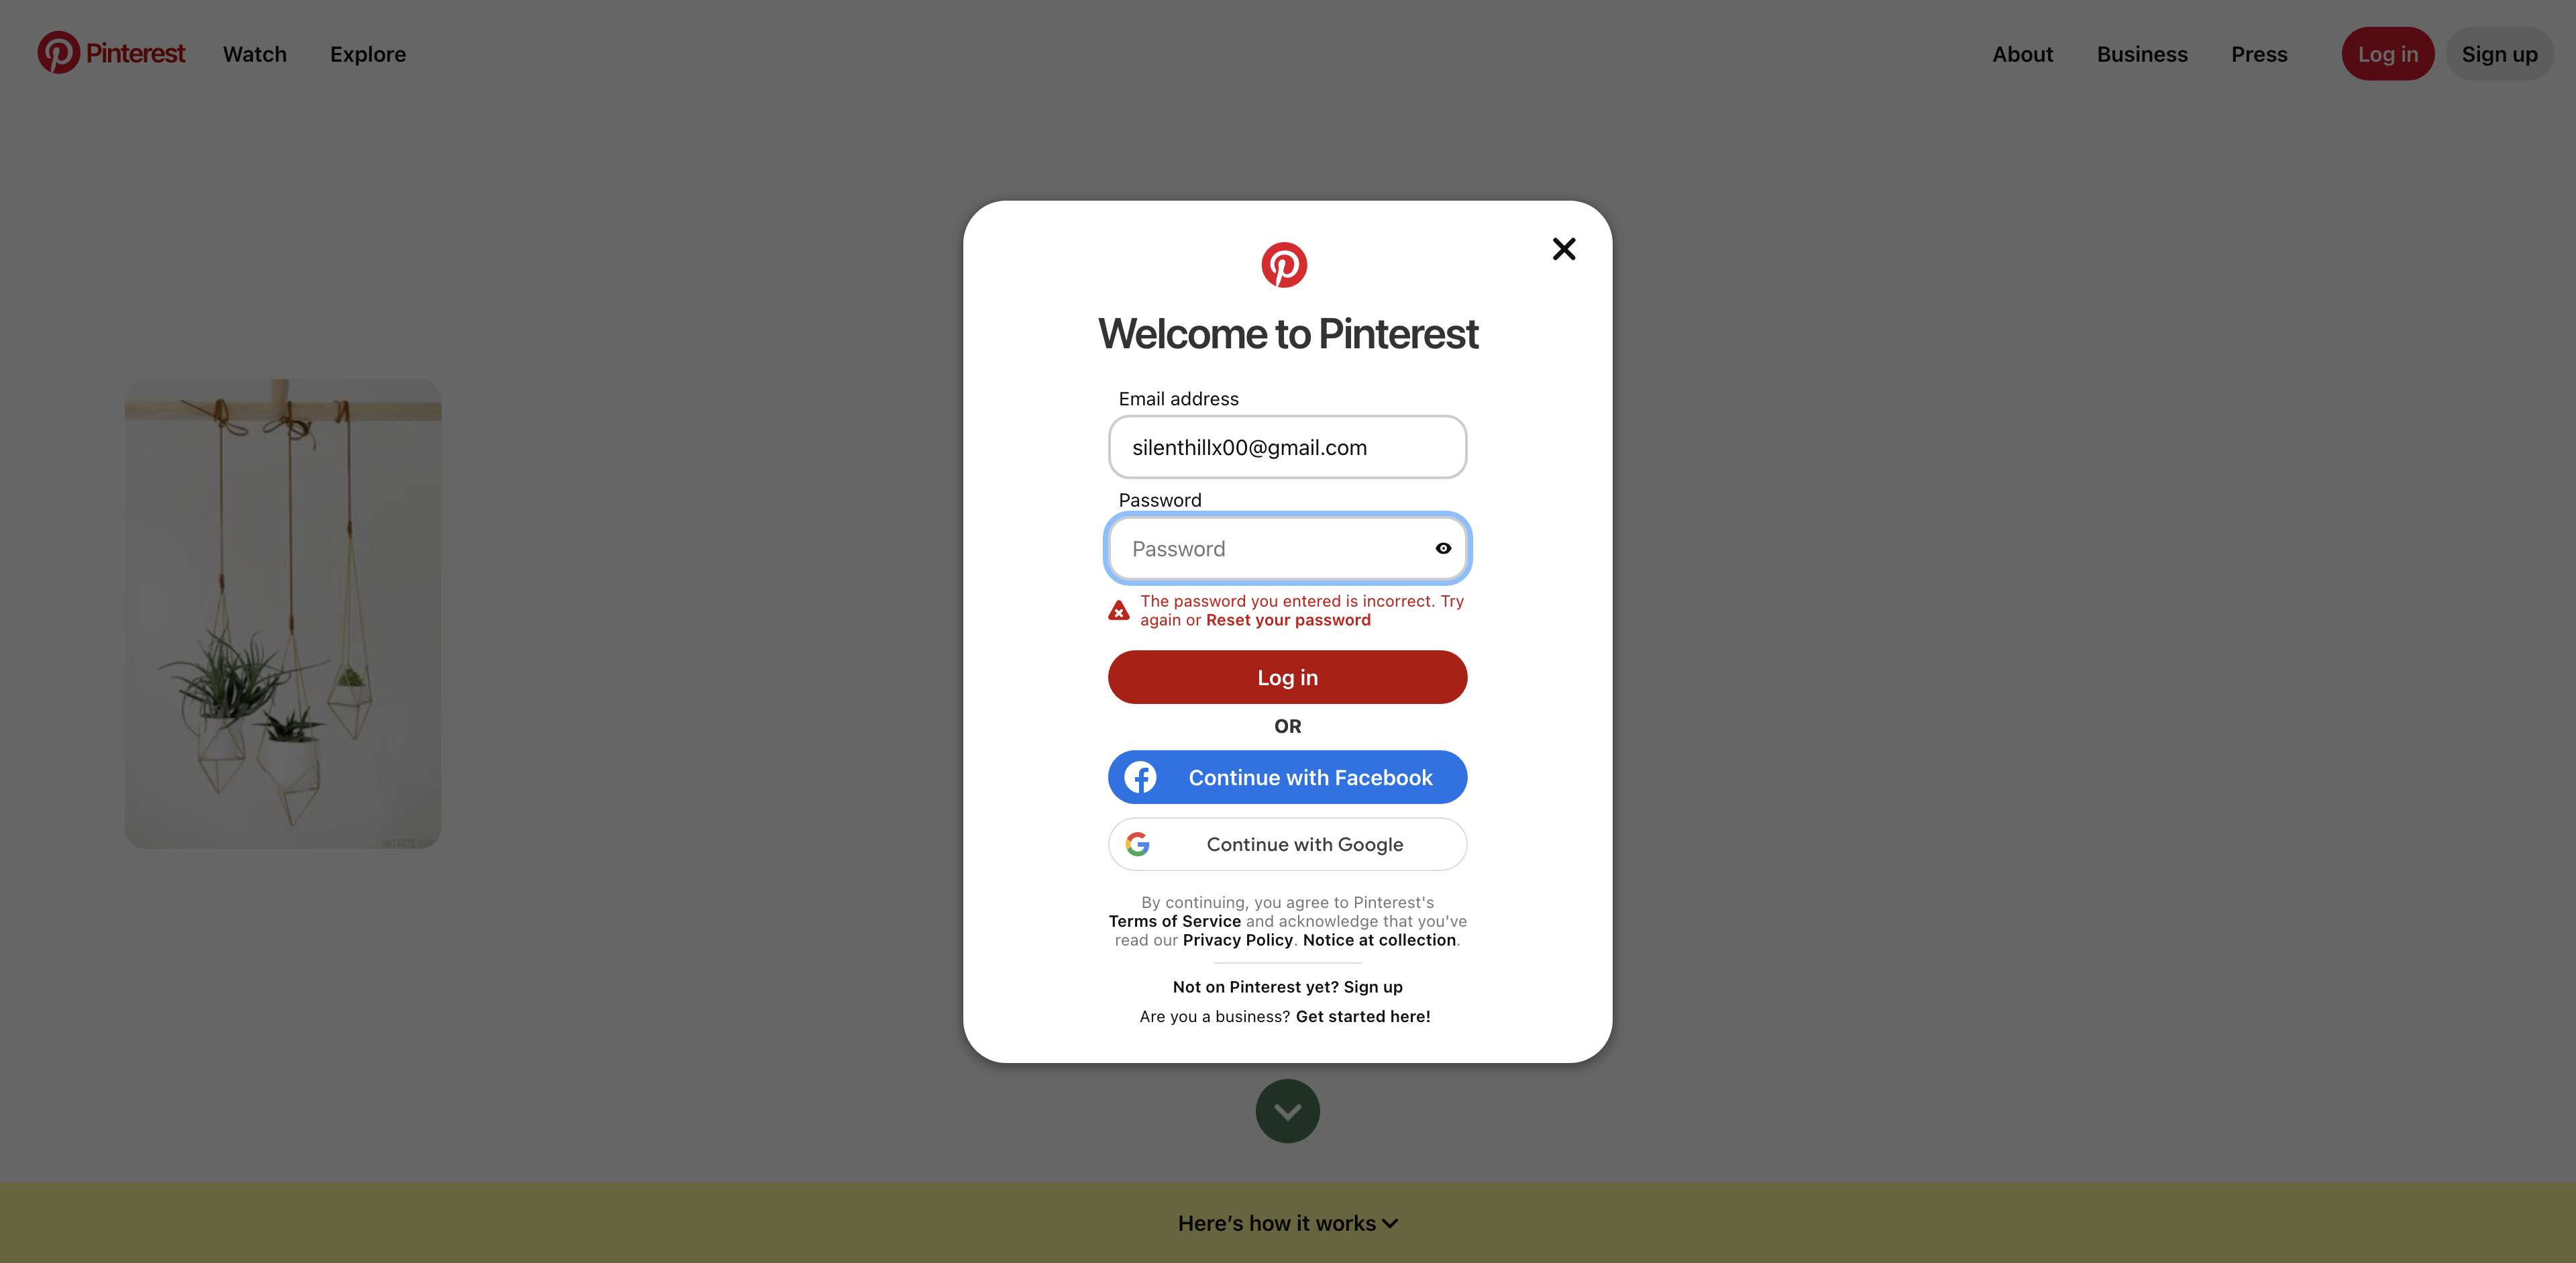 Pinterest
Watch
Explore
About
Business
Press
Log in
Sign up
Welcome to Pinterest
Email address
silenthillx00@gmail.com
Password
Password
The password you entered is incorrect. Try
again or Reset your password
Log in
OR
Continue with Facebook
Continue with Google
By continuing, you agree to Pinterest's
Terms of Service and acknowledge that you've
read our Privacy Policy. Notice at collection.
Not on Pinterest yet? Sign up
Are you a business? Get started here!
Here’s how it works